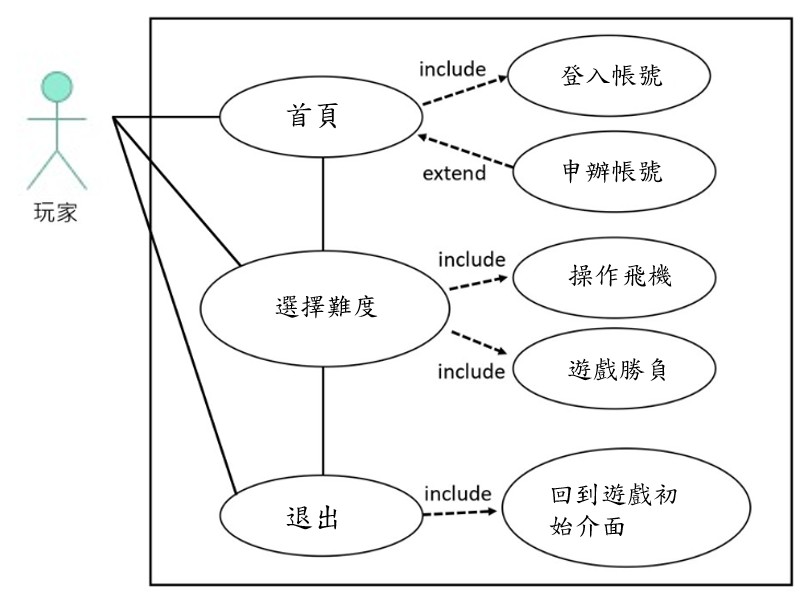 include
登入帳號
首頁
申辦帳號
extend
玩家
include
操作飛機
選擇難度
遊戲勝負
include
include
回到遊戲初
始介面
退出